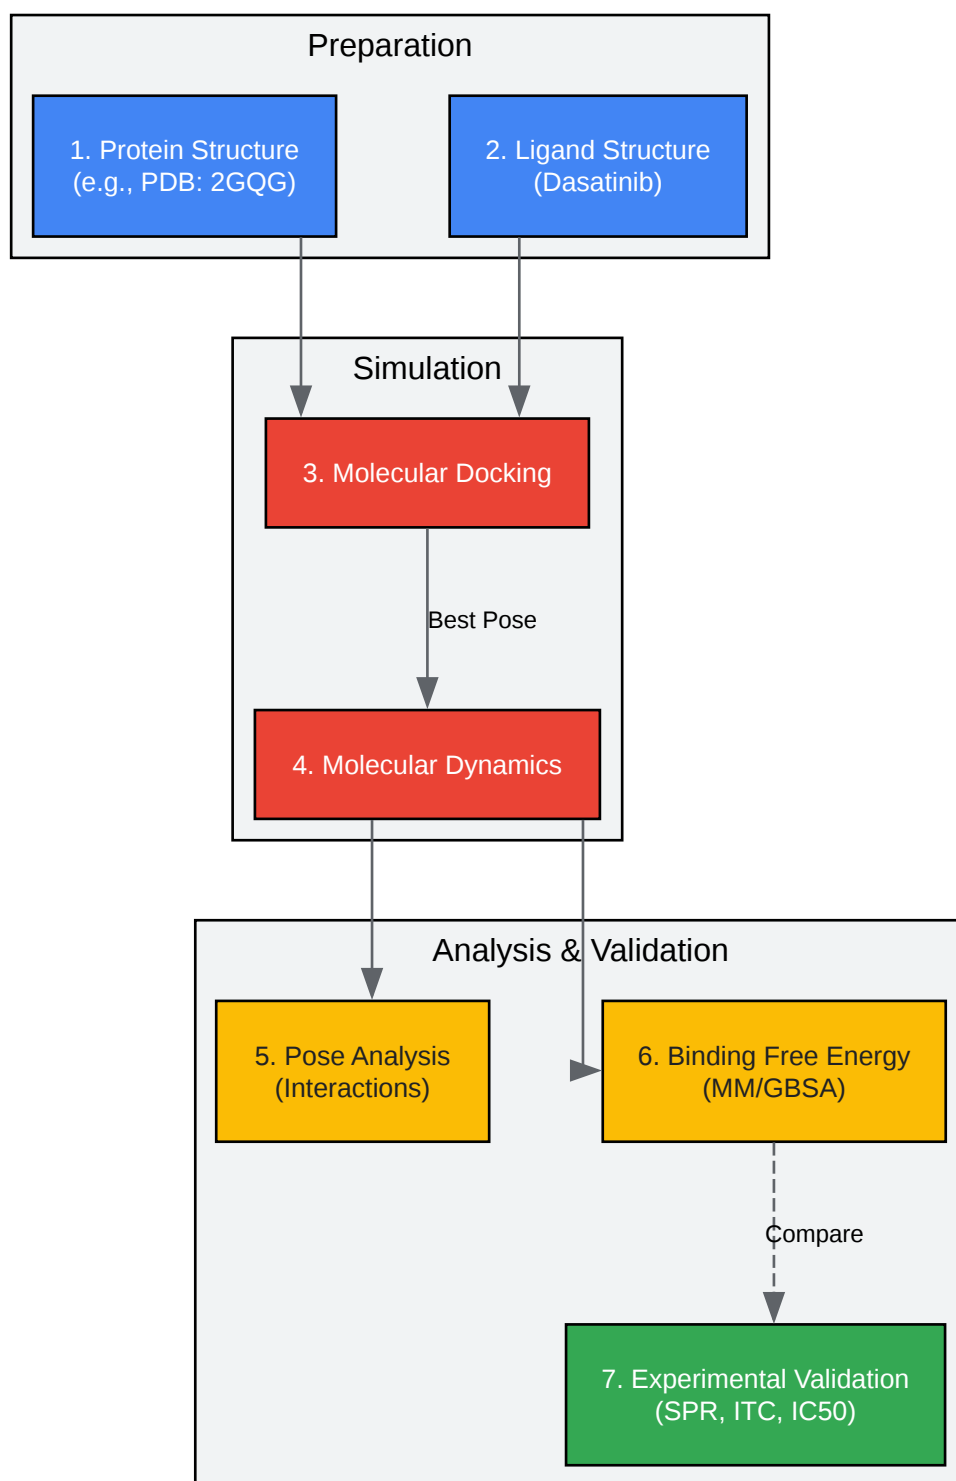 Preparation
1. Protein Structure
(e.g., PDB: 2GQG)
2. Ligand Structure
(Dasatinib)
Simulation
3. Molecular Docking
Best Pose
4. Molecular Dynamics
Analysis & Validation
5. Pose Analysis
(Interactions)
6. Binding Free Energy
(MM/GBSA)
Compare
7. Experimental Validation
(SPR, ITC, IC50)